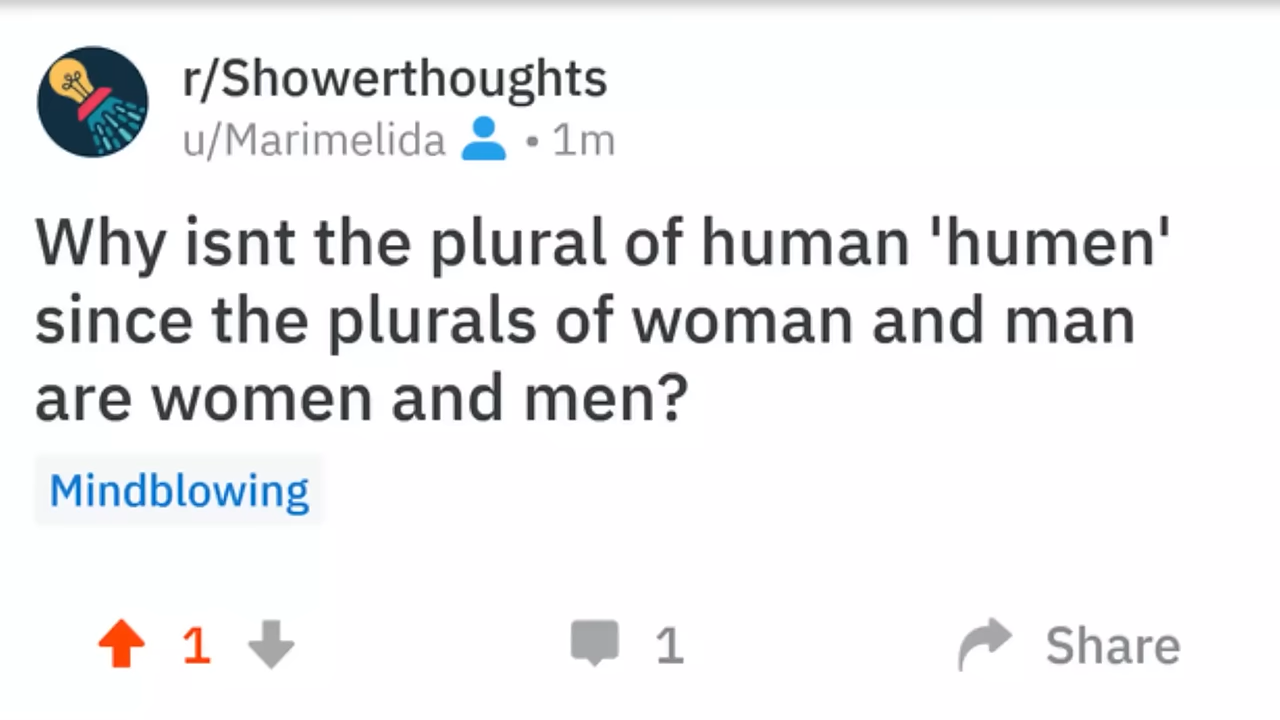 r/Showerthoughts
u/Marimelida • 1m
Why isnt the plural of human 'humen'
since the plurals of woman and man
are women and men?
Mindblowing
1
1
Share